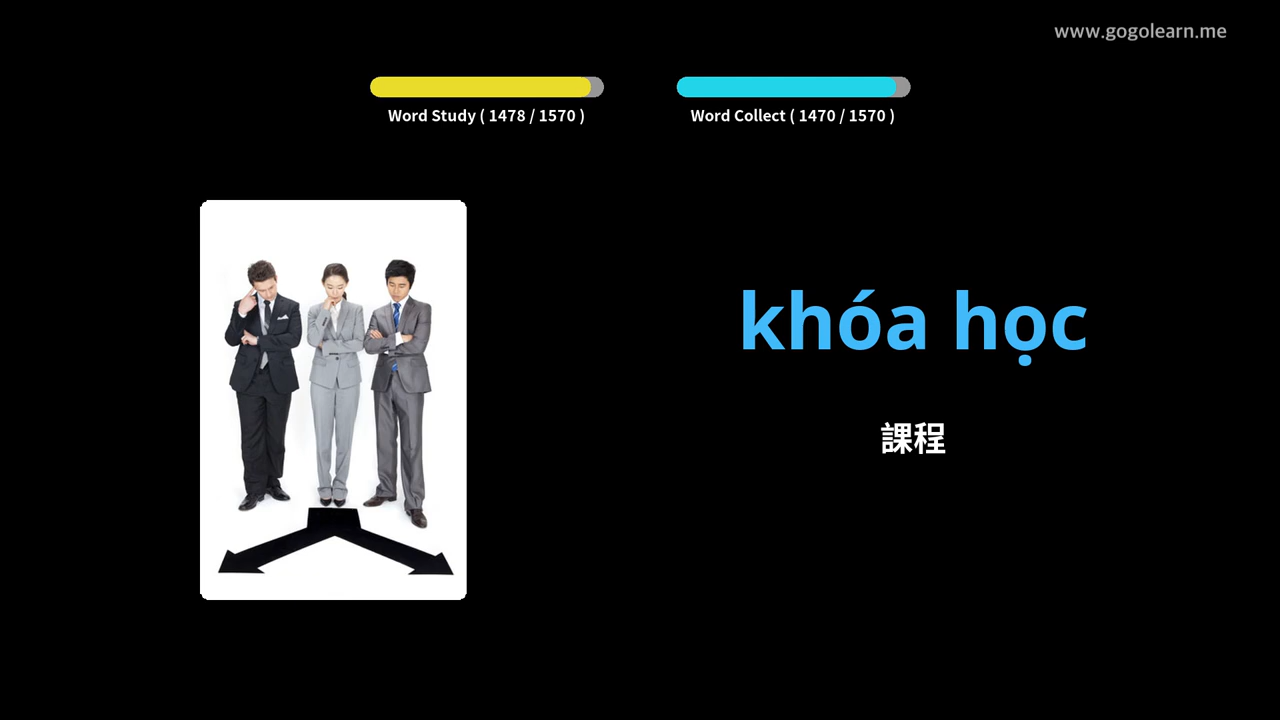 www.gogolearn.me
Word Study ( 1478 / 1570 )
Word Collect ( 1470 / 1570 )
khóa học
課程